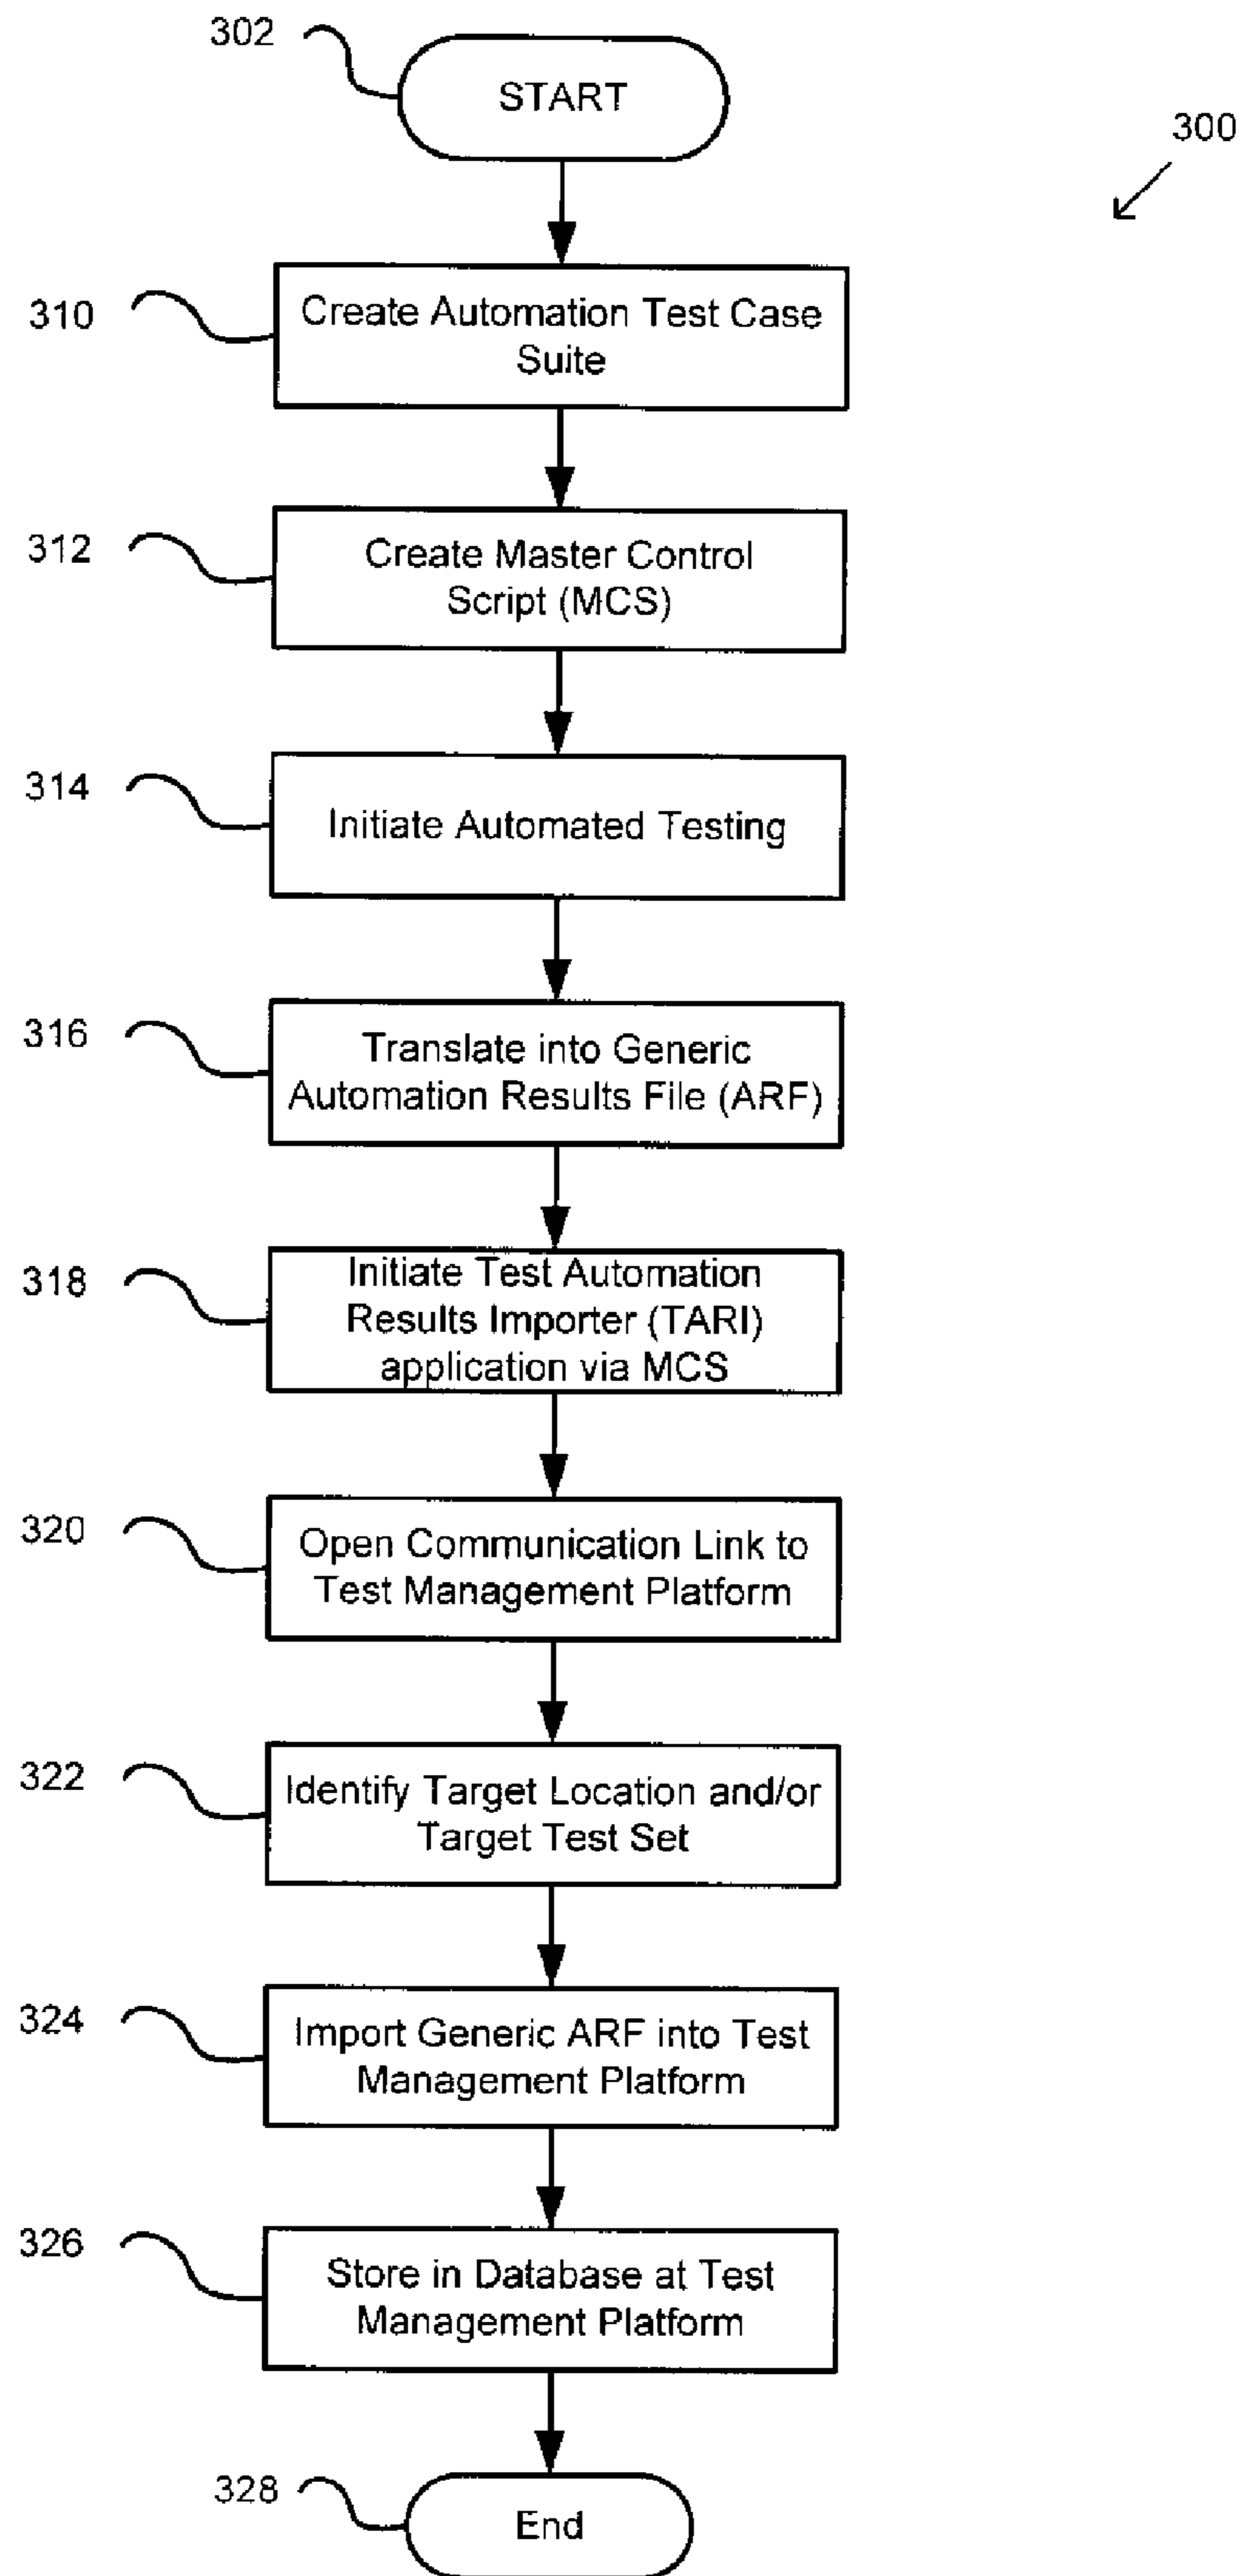 302
START
300
310
Create Automation Test Case
Suite
312
Create Master Control
Script (MCS)
314
Initiate Automated Testing
316
Translate into Generic
Automation Results File (ARF)
318
Initiate Test Automation
Results Importer (TARI)
application via MCS
320
Open Communication Link to
Test Management Platform
322
Identify Target Location and/or
Target Test Set
324
Import Generic ARF into Test
Management Platform
326
Store in Database at Test
Management Platform
328
End